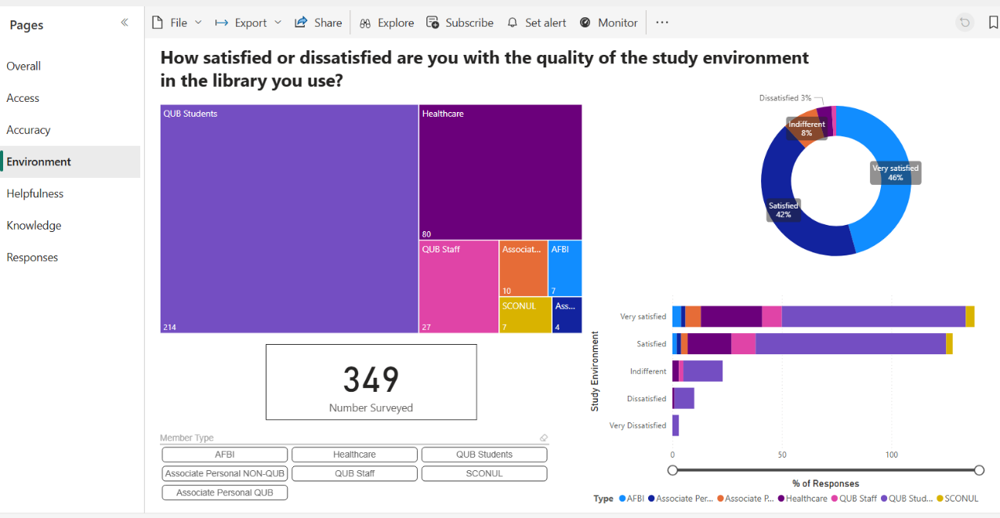 Pages
Overall
Access
Accuracy
Environment
Helpfulness
Knowledge
Responses
File
Export
Share
Explore
Subscribe
Set alert
Monitor
How satisfied or dissatisfied are you with the quality of the study environment
in the library you use?
QUB Students
214
Healthcare
80
QUB Staff
27
Associat...
10
AFBI
7
SCONUL
7
Ass...
4
349
Number Surveyed
Member Type
AFBI
Healthcare
QUB Students
Associate Personal NON-QUB
QUB Staff
SCONUL
Associate Personal QUB
Dissatisfied 3%
Indifferent
8%
Very satisfied
46%
Satisfied
42%
Study Environment
Very satisfied
Satisfied
Indifferent
Dissatisfied
Very Dissatisfied
0 50 100
% of Responses
Type AFBI Associate Per... Associate P... Healthcare QUB Staff QUB Stud... SCONUL